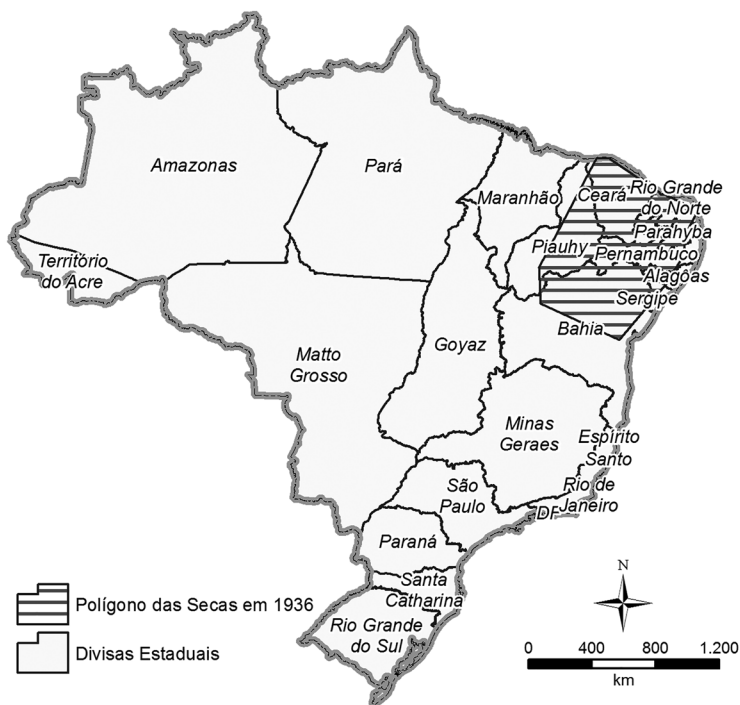 Amazonas
Pará
Maranhão
Ceará
Rio Grande
do Norte
Parahyba
Piauhy
Pernambuco
Alagôas
Sergipe
Território
do Acre
Bahia
Goyaz
Matto
Grosso
Minas
Geraes
Espírito
Santo
São
Paulo
Rio de
Janeiro
DF
Paraná
Santa
Catharina
Rio Grande
do Sul
Polígono das Secas em 1936
Divisas Estaduais
N
0 400 800 1.200
km